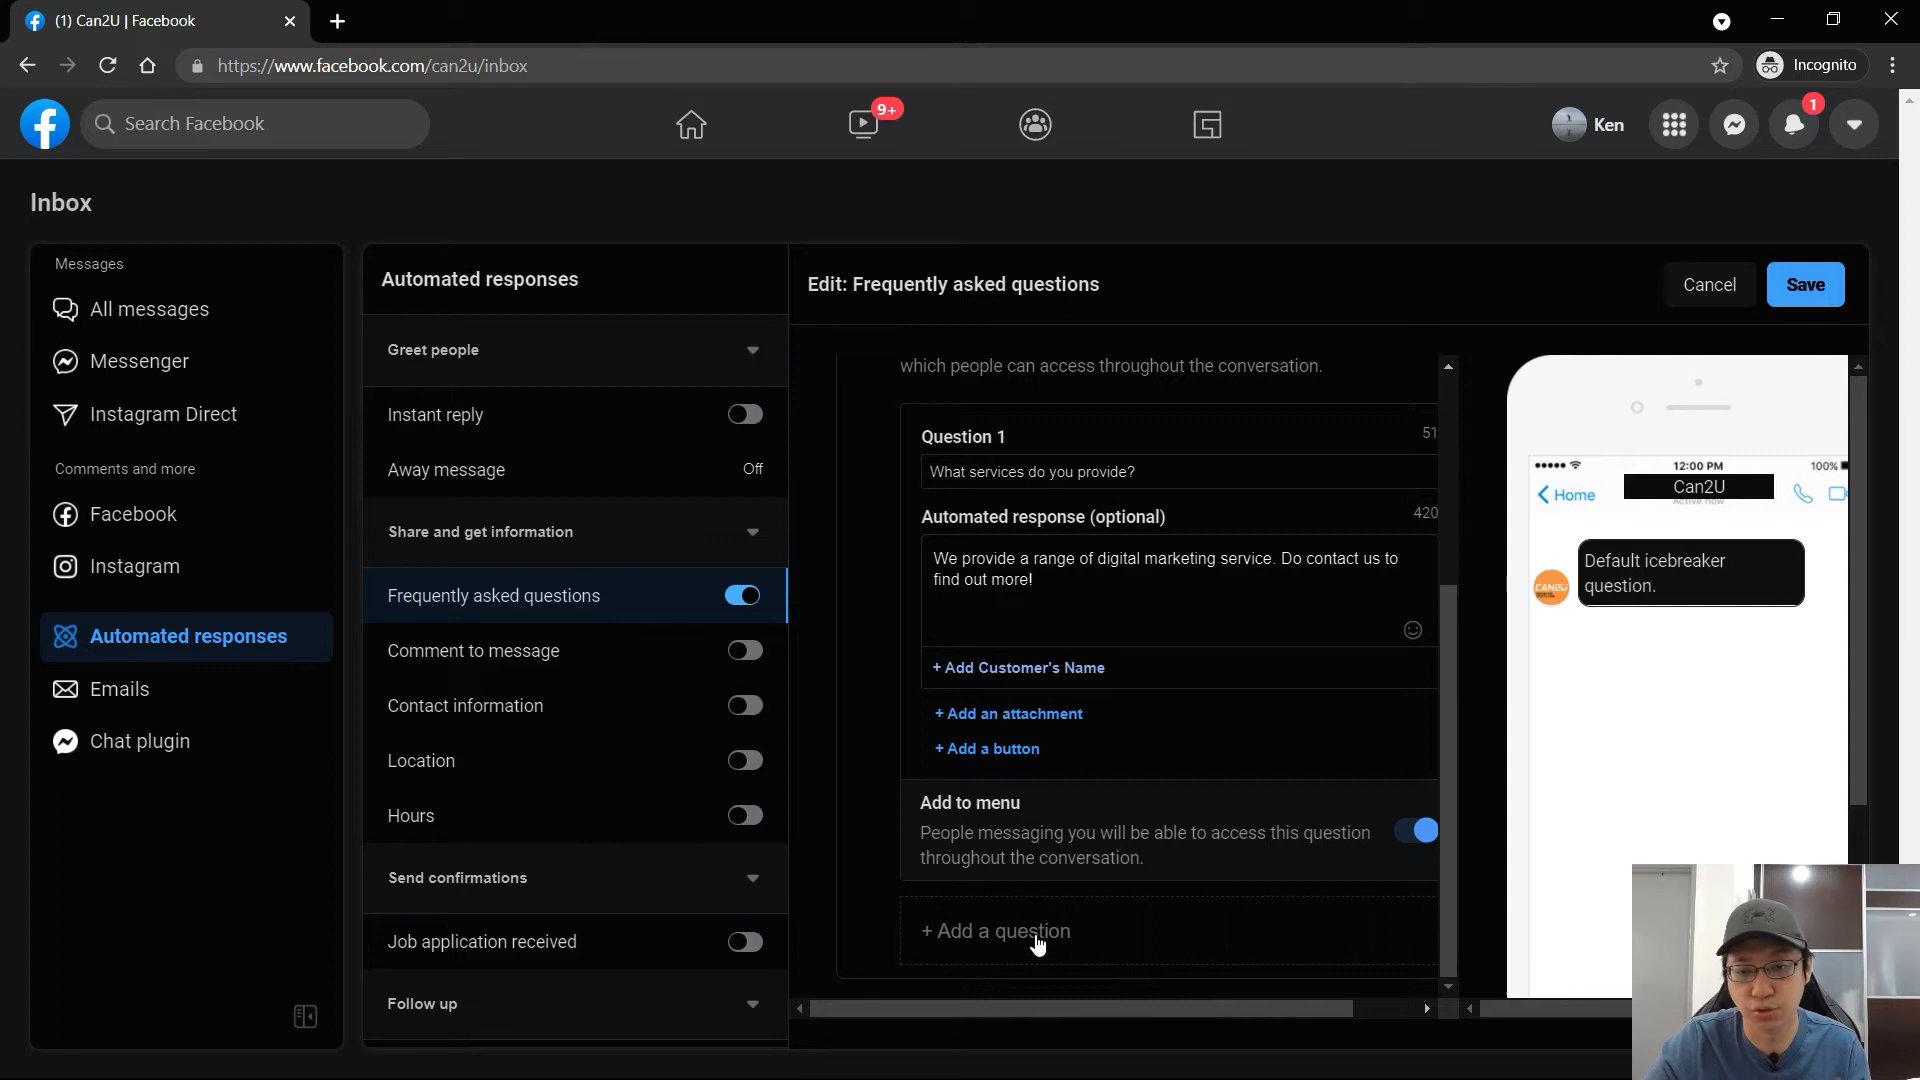 (1) Can2U | Facebook
https://www.facebook.com/can2u/inbox
Incognito
Search Facebook
9+
Ken
1
Inbox
Messages
All messages
Messenger
Instagram Direct
Comments and more
Facebook
Instagram
Automated responses
Emails
Chat plugin
Automated responses
Greet people
Instant reply
Away message
Off
Share and get information
Frequently asked questions
Comment to message
Contact information
Location
Hours
Send confirmations
Job application received
Follow up
Edit: Frequently asked questions
Cancel
Save
which people can access throughout the conversation.
Question 1
51
What services do you provide?
Automated response (optional)
420
We provide a range of digital marketing service. Do contact us to
find out more!
+ Add Customer's Name
+ Add an attachment
+ Add a button
Add to menu
People messaging you will be able to access this question
throughout the conversation.
+ Add a question
12:00 PM
100%
Home
Can2U
Active now
CAN2U
Default icebreaker
question.